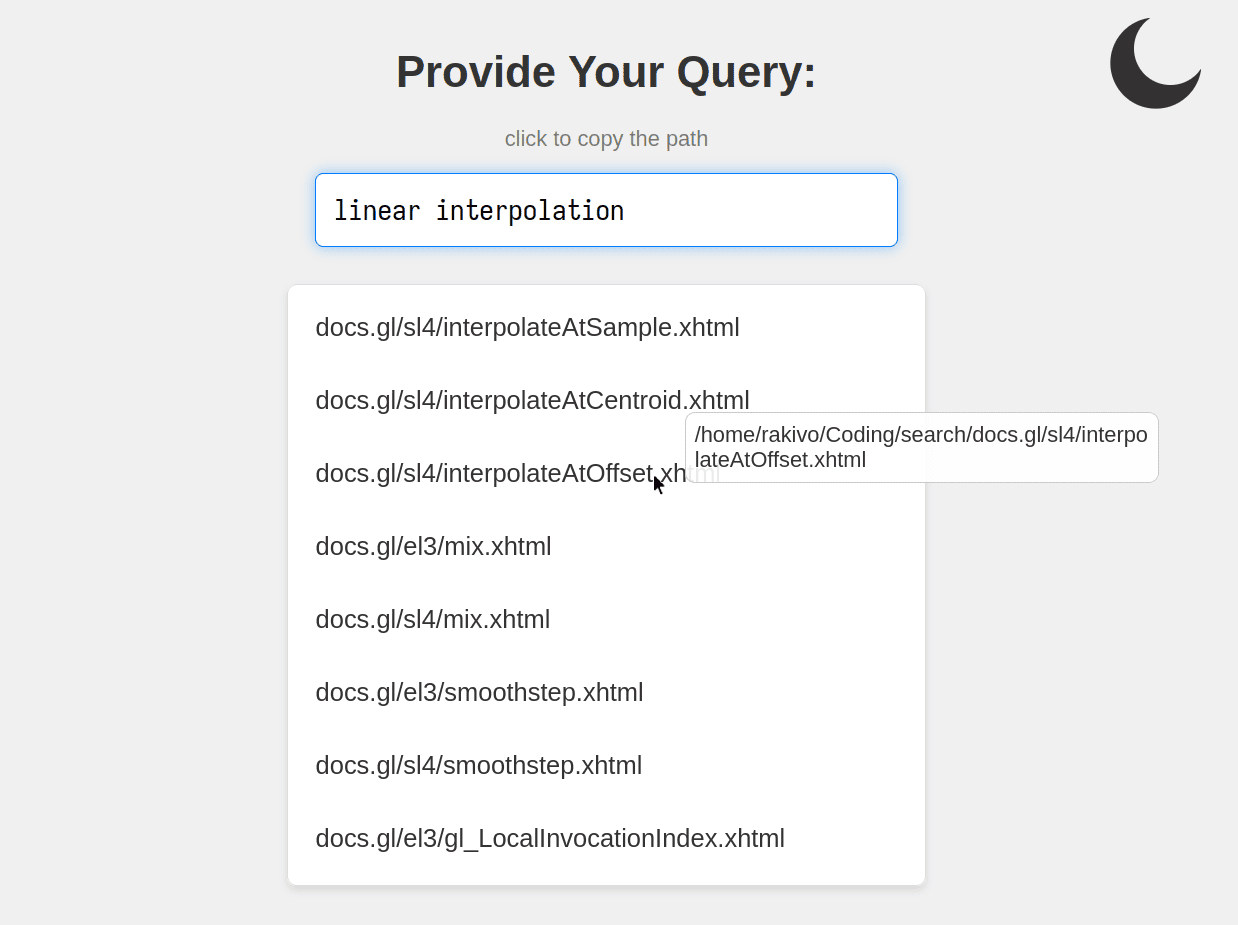 Provide Your Query:
click to copy the path
linear interpolation
docs.gl/sl4/interpolateAtSample.xhtml
docs.gl/sl4/interpolateAtCentroid.xhtml
/home/rakivo/Coding/search/docs.gl/sl4/interpo
lateAtOffset.xhtml
docs.gl/sl4/interpolateAtOffset.xhtml
docs.gl/el3/mix.xhtml
docs.gl/sl4/mix.xhtml
docs.gl/el3/smoothstep.xhtml
docs.gl/sl4/smoothstep.xhtml
docs.gl/el3/gl_LocalInvocationIndex.xhtml